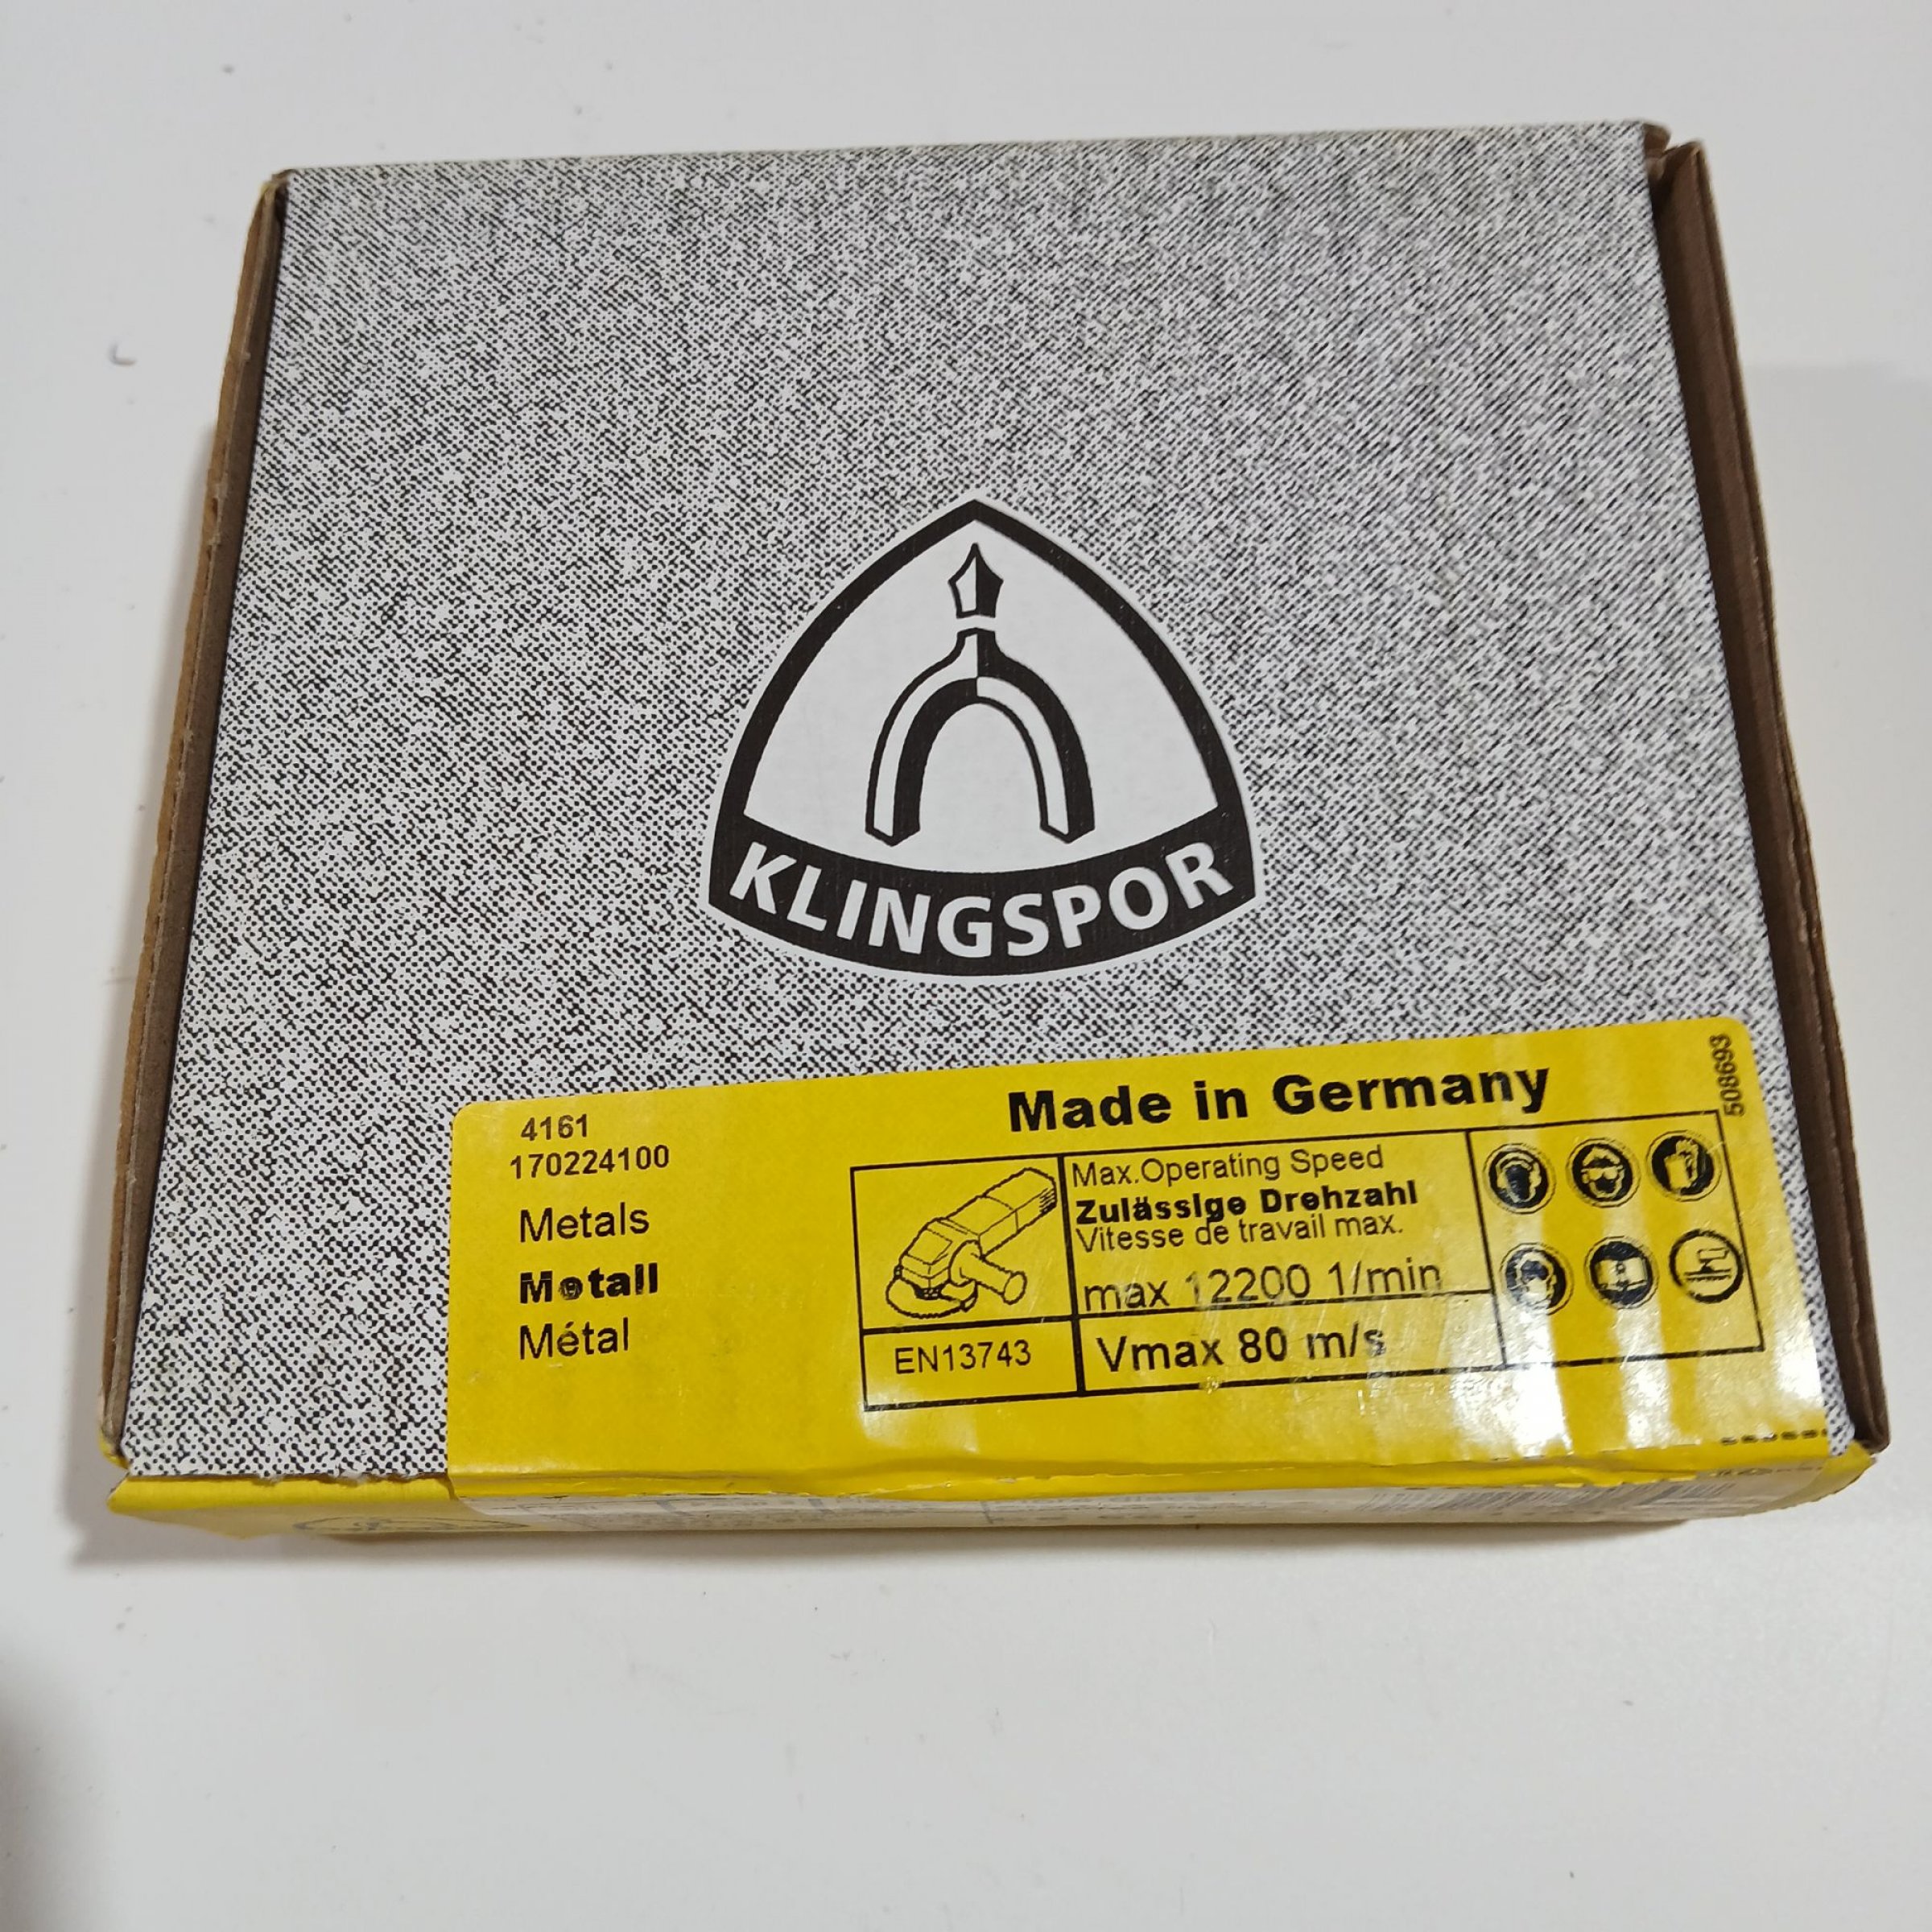 KLINGSPOR
508693
Made in Germany
4161
170224100
Metals
Metall
Métal
Max.Operating Speed
Zulässige Drehzahl
Vitesse de travail max.
max 12200 1/min
EN13743
Vmax 80 m/s